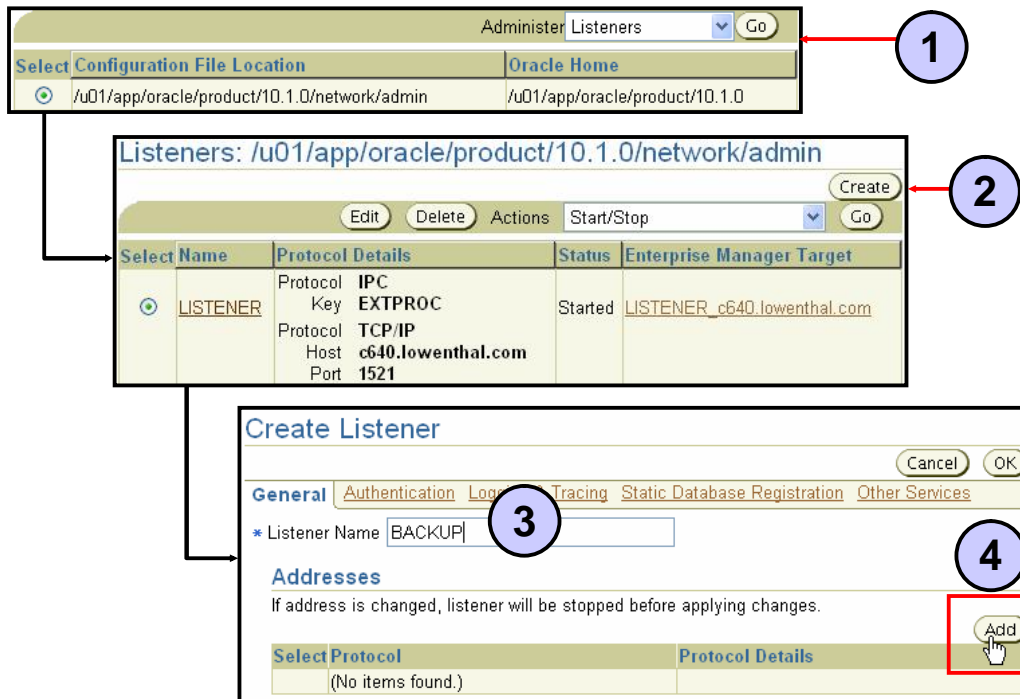 Administer Listeners Go
1
Select Configuration File Location Oracle Home
/u01/app/oracle/product/10.1.0/network/admin /u01/app/oracle/product/10.1.0
Listeners: /u01/app/oracle/product/10.1.0/network/admin
Create
2
Edit Delete Actions Start/Stop Go
Select Name Protocol Details Status Enterprise Manager Target
Protocol IPC
Key EXTPROC
LISTENER Started LISTENER_c640.lowenthal.com
Protocol TCP/IP
Host c640.lowenthal.com
Port 1521
Create Listener
Cancel OK
General Authentication Tracing Static Database Registration Other Services
3
* Listener Name BACKUP
4
Addresses
If address is changed, listener will be stopped before applying changes.
Add
Select Protocol Protocol Details
(No items found.)